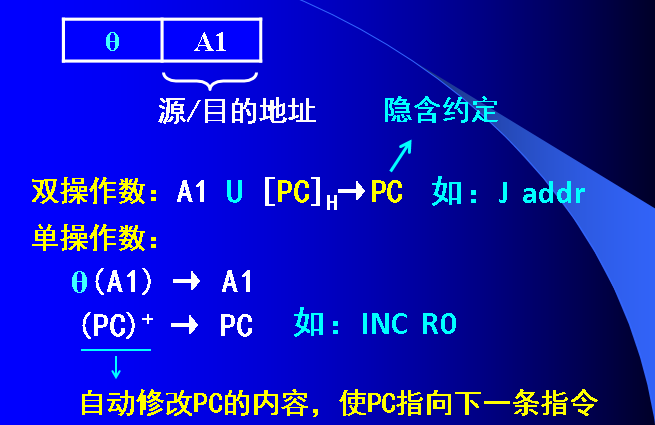 θ A1
源/目的地址 隐含约定
双操作数：A1 U [PC]H→PC 如：J addr
单操作数：
θ(A1) → A1
(PC)+ → PC 如：INC R0
自动修改PC的内容，使PC指向下一条指令